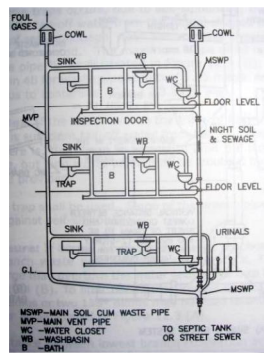 FOUL
GASES
COWL
COWL
SINK
WB
MSWP
WC
B
FLOOR LEVEL
INSPECTION DOOR
MVP
NIGHT SOIL
& SEWAGE
SINK
WB
B
WC
TRAP
FLOOR LEVEL
SINK
WB
URINALS
TRAP
WC
G.L
MSWP
MSWP-MAIN SOIL CUM WASTE PIPE
MVP-MAIN VENT PIPE
WC - WATER CLOSET
WB - WASHBASIN
B - BATH
TO SEPTIC TANK
OR STREET SEWER